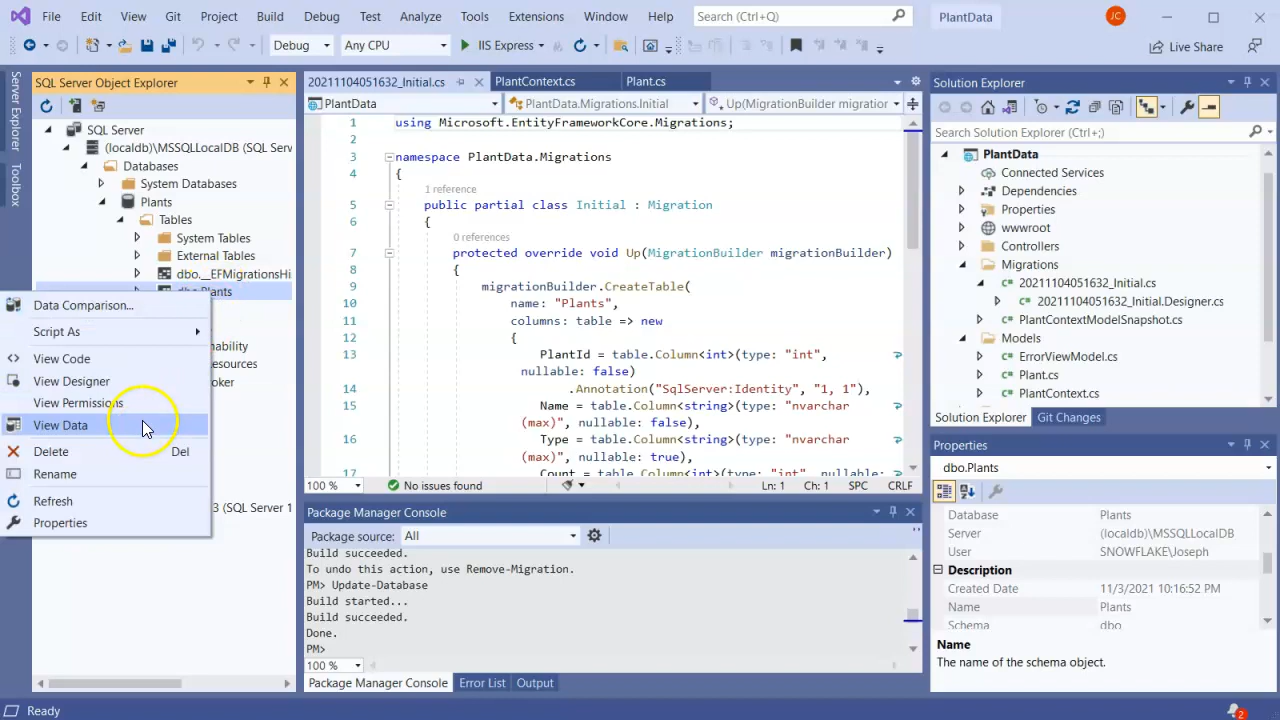 File Edit View Git Project Build Debug Test Analyze Tools Extensions Window Help Search (Ctrl+Q) PlantData JC
Debug Any CPU IIS Express Live Share
Server Explorer
Toolbox
SQL Server Object Explorer
SQL Server
(localdb)\MSSQLLocalDB (SQL Serv
Databases
System Databases
Plants
Tables
System Tables
External Tables
dbo.__EFMigrationsHi
dbo.Plants
Data Comparison...
Script As
View Code
View Designer
View Permissions
View Data
Delete Del
Rename
Refresh
Properties
nability
esources
oker
3 (SQL Server 1
20211104051632_Initial.cs PlantContext.cs Plant.cs
PlantData PlantData.Migrations.Initial Up(MigrationBuilder migration
1 using Microsoft.EntityFrameworkCore.Migrations;
2
3 namespace PlantData.Migrations
4 {
1 reference
5 public partial class Initial : Migration
6 {
0 references
7 protected override void Up(MigrationBuilder migrationBuilder)
8 {
9 migrationBuilder.CreateTable(
10 name: "Plants",
11 columns: table => new
12 {
13 PlantId = table.Column<int>(type: "int",
nullable: false)
14 .Annotation("SqlServer:Identity", "1, 1"),
15 Name = table.Column<string>(type: "nvarchar
(max)", nullable: false),
16 Type = table.Column<string>(type: "nvarchar
(max)", nullable: true),
17 Count = table.Column<int>(type: "int", nullable:
100 % No issues found Ln: 1 Ch: 1 SPC CRLF
Package Manager Console
Package source: All
Build succeeded.
To undo this action, use Remove-Migration.
PM> Update-Database
Build started...
Build succeeded.
Done.
PM>
100 %
Package Manager Console Error List Output
Solution Explorer
Search Solution Explorer (Ctrl+;)
PlantData
Connected Services
Dependencies
Properties
wwwroot
Controllers
Migrations
20211104051632_Initial.cs
20211104051632_Initial.Designer.cs
PlantContextModelSnapshot.cs
Models
ErrorViewModel.cs
Plant.cs
PlantContext.cs
Solution Explorer Git Changes
Properties
dbo.Plants
Database Plants
Server (localdb)\MSSQLLocalDB
User SNOWFLAKE\Joseph
Description
Created Date 11/3/2021 10:16:52 PM
Name Plants
Schema dbo
Name
The name of the schema object.
Ready 2